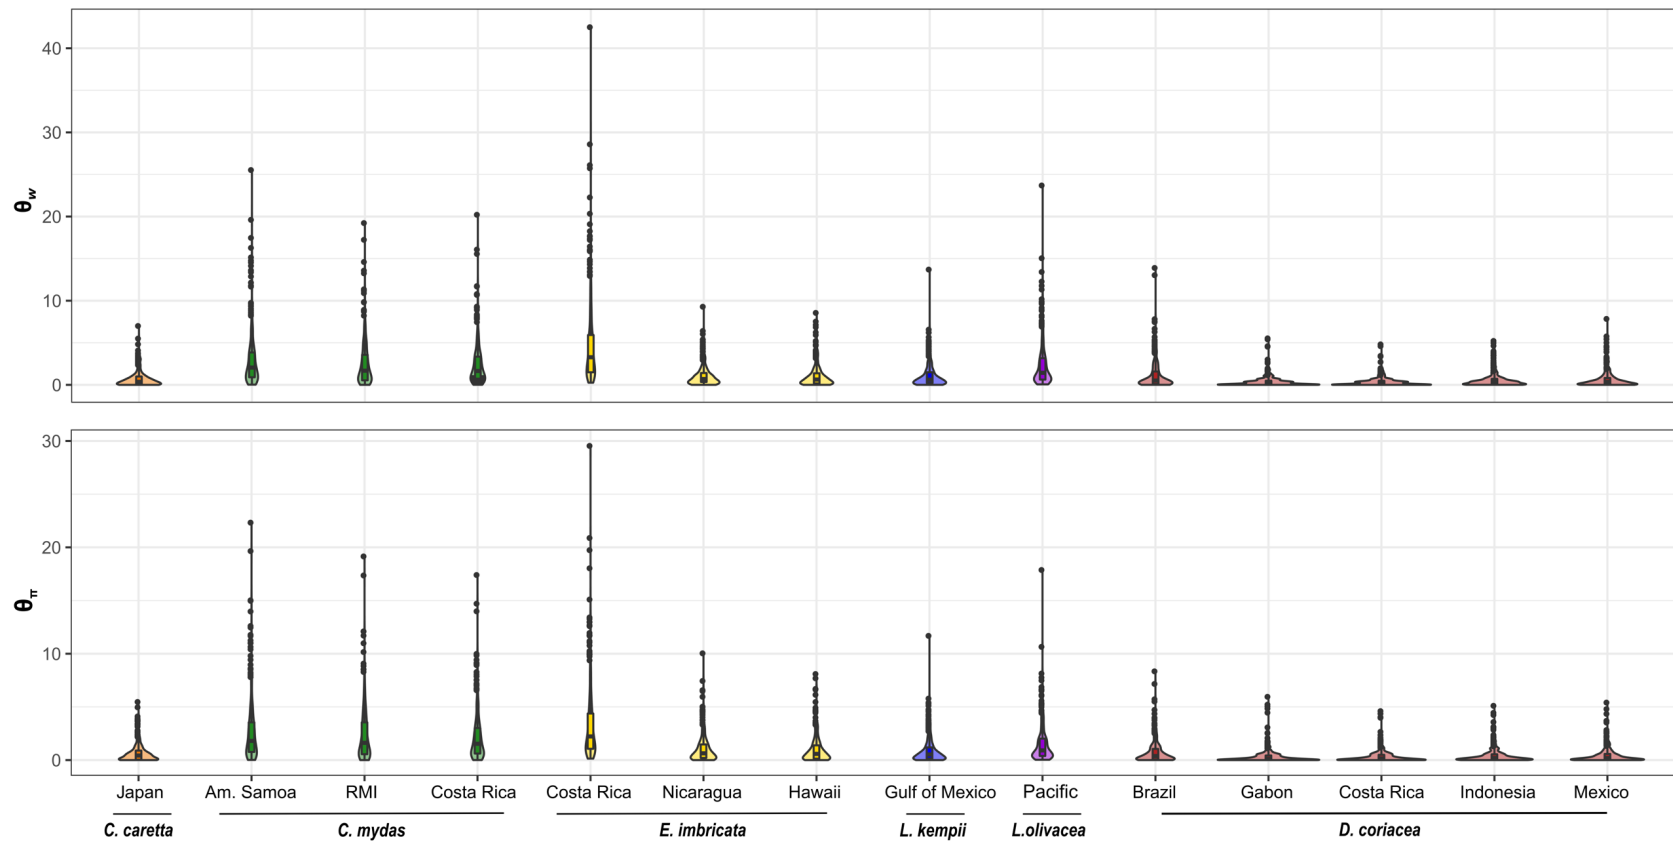 40
30
20
10
0
θw
30
20
10
0
θπ
Japan Am. Samoa RMI Costa Rica Costa Rica Nicaragua Hawaii Gulf of Mexico Pacific Brazil Gabon Costa Rica Indonesia Mexico
C. caretta C. mydas E. imbricata L. kempii L.olivacea D. coriacea